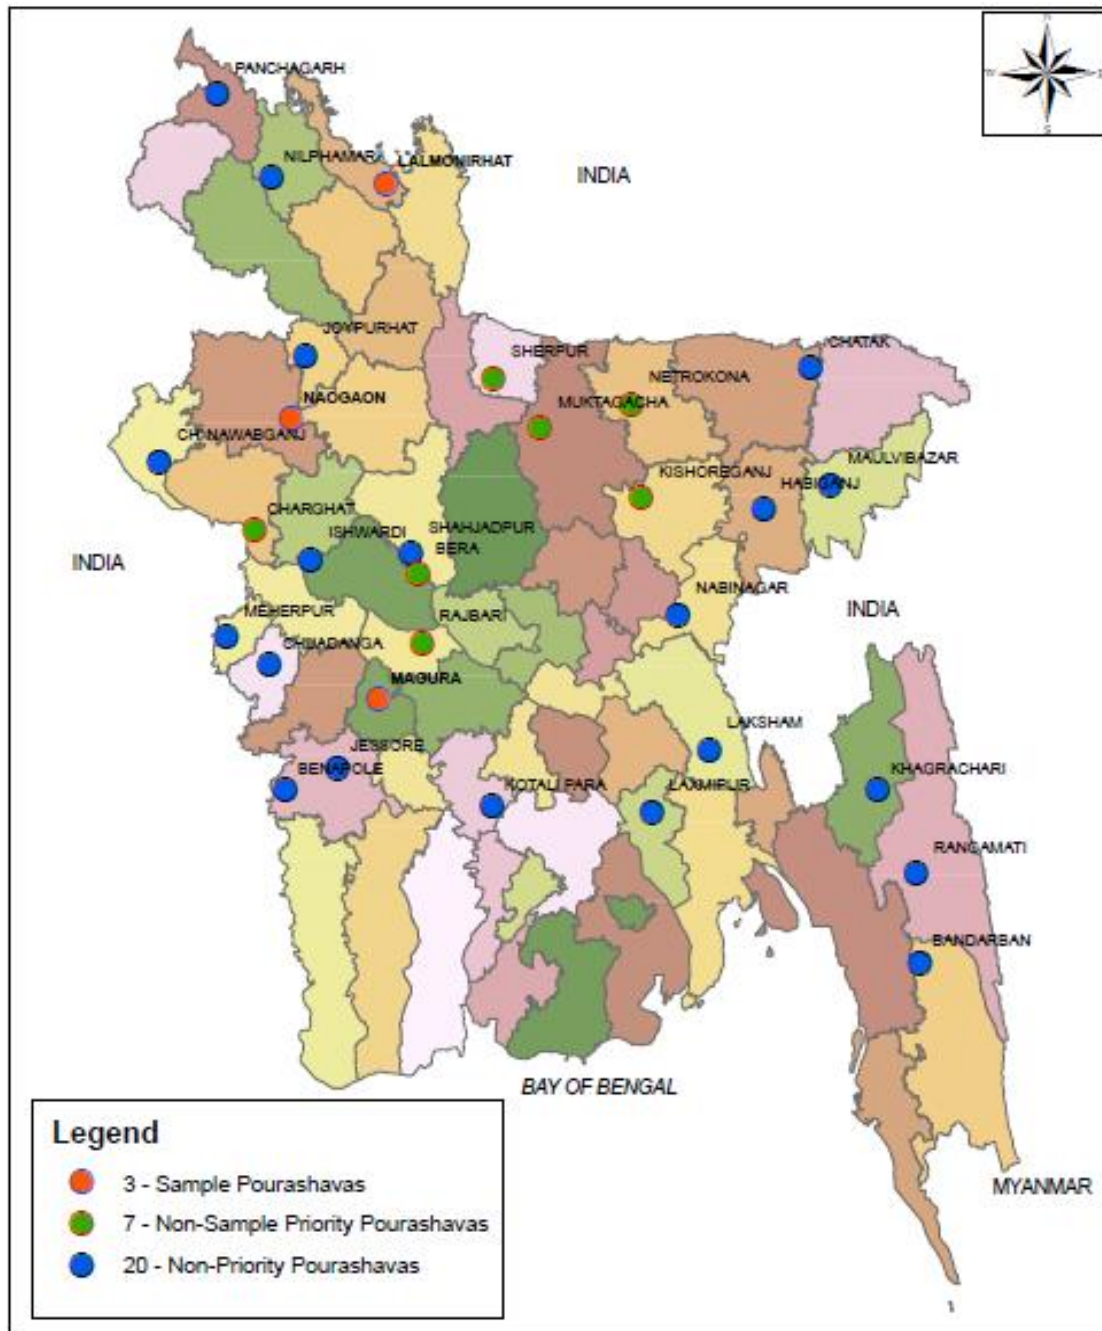 N
W
E
S
PANCHAGARH
NILPHAMARI
LALMONIRHAT
INDIA
JOYPURHAT
SHERPUR
CHATAK
NETROKONA
NAOGAON
MUKTAGACHA
CH. NAWABGANJ
KISHOREGANJ
MAULVIBAZAR
HABIGANJ
CHARGHAT
ISHWARDI
SHAHJADPUR
BERA
INDIA
NABINAGAR
MEHERPUR
RAJBARI
INDIA
CHUADANGA
MAGURA
LAKSHAM
JESSORE
BENAPOLE
KHAGRACHARI
KOTALI PARA
LAXMIPUR
RANGAMATI
BANDARBAN
BAY OF BENGAL
MYANMAR
Legend
3 - Sample Pourashavas
7 - Non-Sample Priority Pourashavas
20 - Non-Priority Pourashavas